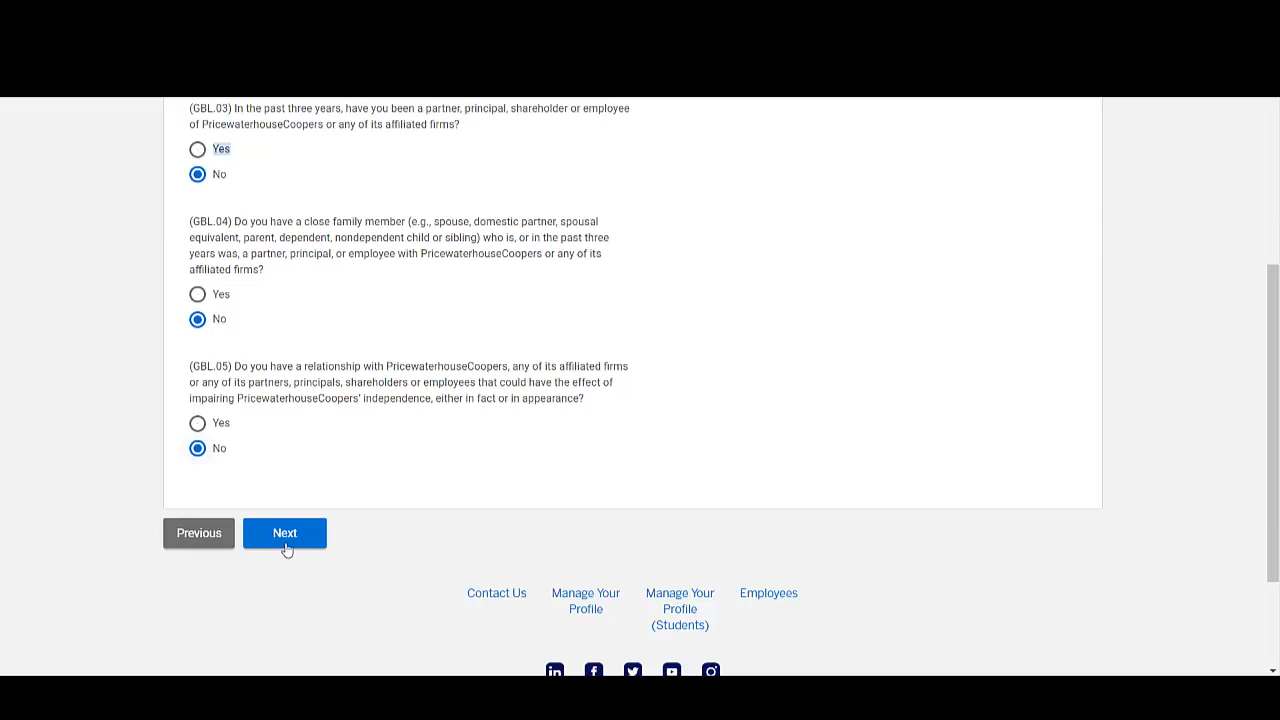 (GBL.03) In the past three years, have you been a partner, principal, shareholder or employee
of PricewaterhouseCoopers or any of its affiliated firms?
Yes
No
(GBL.04) Do you have a close family member (e.g., spouse, domestic partner, spousal
equivalent, parent, dependent, nondependent child or sibling) who is, or in the past three
years was, a partner, principal, or employee with PricewaterhouseCoopers or any of its
affiliated firms?
Yes
No
(GBL.05) Do you have a relationship with PricewaterhouseCoopers, any of its affiliated firms
or any of its partners, principals, shareholders or employees that could have the effect of
impairing PricewaterhouseCoopers' independence, either in fact or in appearance?
Yes
No
Previous
Next
Contact Us
Manage Your
Profile
Manage Your
Profile
(Students)
Employees